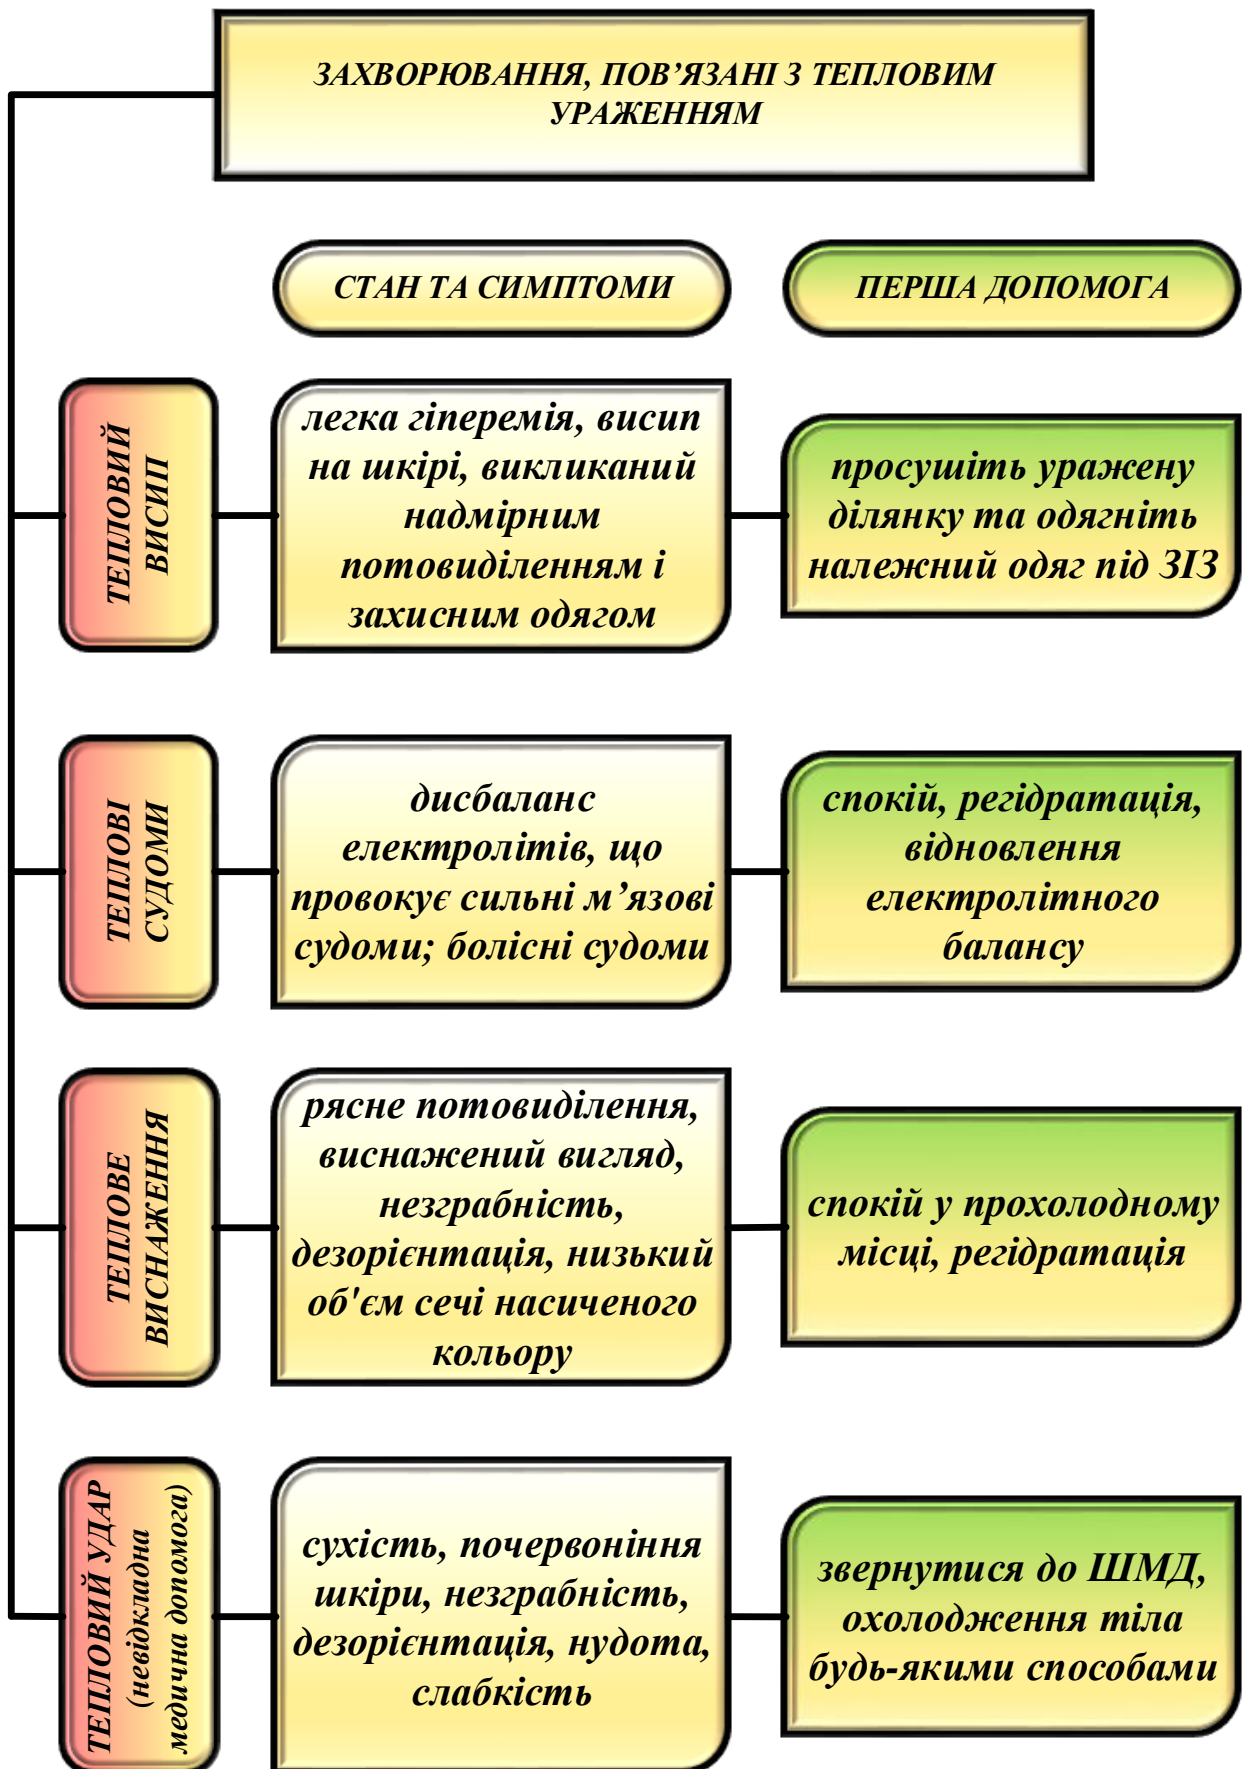 ЗАХВОРЮВАННЯ, ПОВ’ЯЗАНІ З ТЕПЛОВИМ
УРАЖЕННЯМ
СТАН ТА СИМПТОМИ
ПЕРША ДОПОМОГА
ТЕПЛОВИЙ
ВИСИП
легка гіперемія, висип
на шкірі, викликаний
надмірним
потовиділенням і
захисним одягом
просушіть уражену
ділянку та одягніть
належний одяг під ЗІЗ
ТЕПЛОВІ
СУДОМИ
дисбаланс
електролітів, що
провокує сильні м’язові
судоми; болісні судоми
спокій, регідратація,
відновлення
електролітного
балансу
ТЕПЛОВЕ
ВИСНАЖЕННЯ
рясне потовиділення,
виснажений вигляд,
незграбність,
дезорієнтація, низький
об'єм сечі насиченого
кольору
спокій у прохолодному
місці, регідратація
ТЕПЛОВИЙ УДАР
(невідкладна
медична допомога)
сухість, почервоніння
шкіри, незграбність,
дезорієнтація, нудота,
слабкість
звернутися до ШМД,
охолодження тіла
будь-якими способами